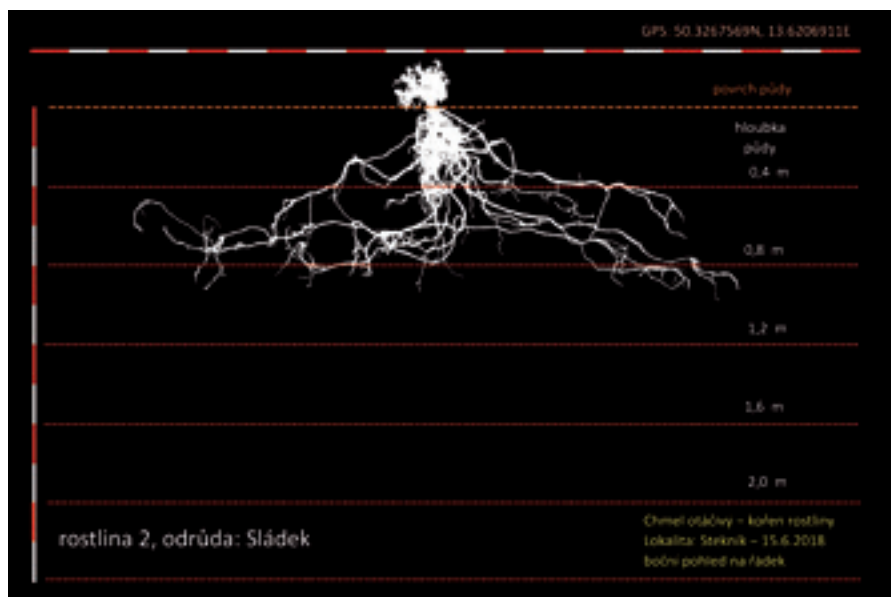 GPS: 50.3267569N, 13.6206911E
povrch půdy
hloubka
půdy
0,4 m
0,8 m
1,2 m
1,6 m
2,0 m
rostlina 2, odrůda: Sládek
Chmel otáčivý – kořen rostliny
Lokalita: Stekník – 15.6.2018
boční pohled na řádek